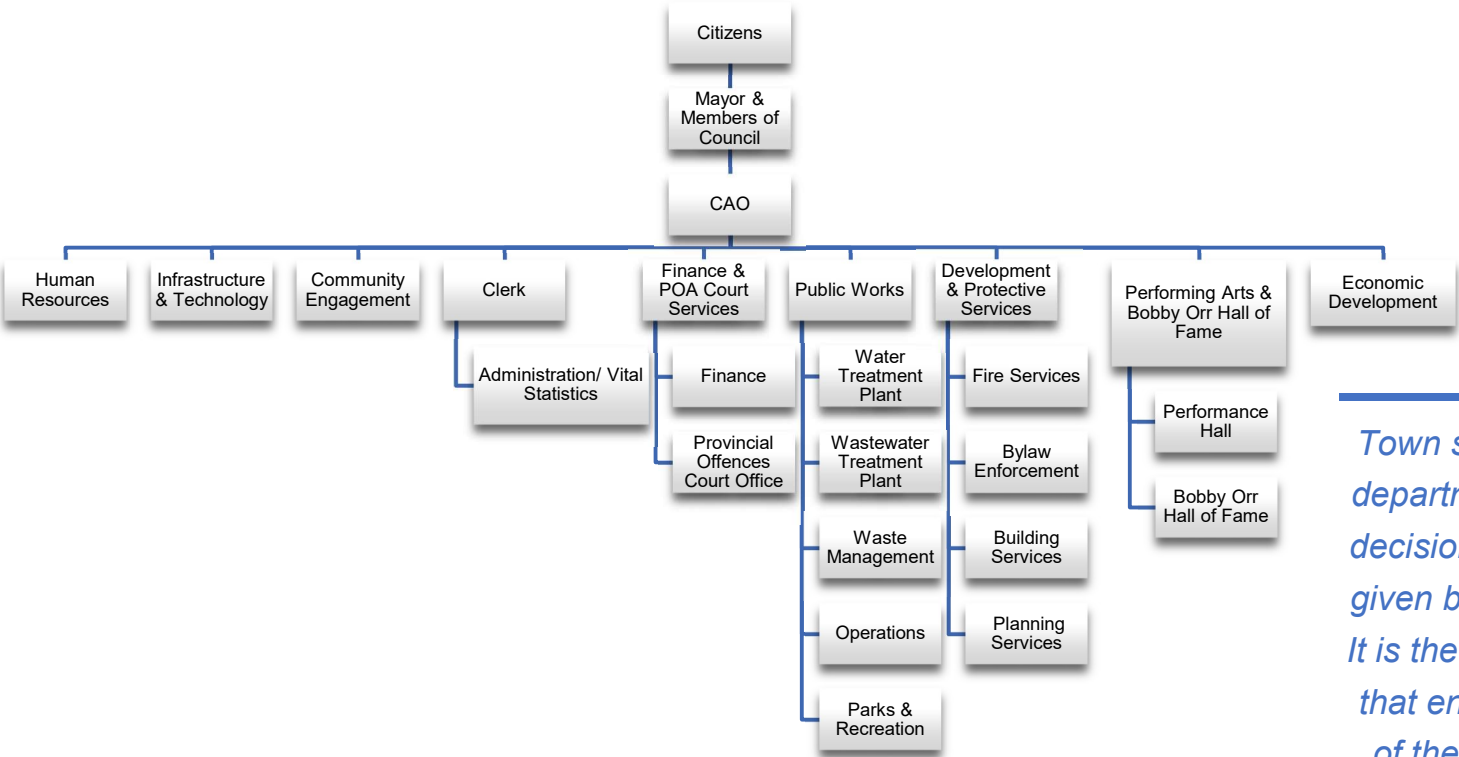 Citizens
Mayor &
Members of
Council
CAO
Human
Resources
Infrastructure
& Technology
Community
Engagement
Clerk
Administration/ Vital
Statistics
Finance &
POA Court
Services
Finance
Provincial
Offences
Court Office
Public Works
Water
Treatment
Plant
Wastewater
Treatment
Plant
Waste
Management
Operations
Parks &
Recreation
Development
& Protective
Services
Fire Services
Bylaw
Enforcement
Building
Services
Planning
Services
Performing Arts &
Bobby Orr Hall of
Fame
Performance
Hall
Bobby Orr
Hall of Fame
Economic
Development
Town
given
It is the
that
of the